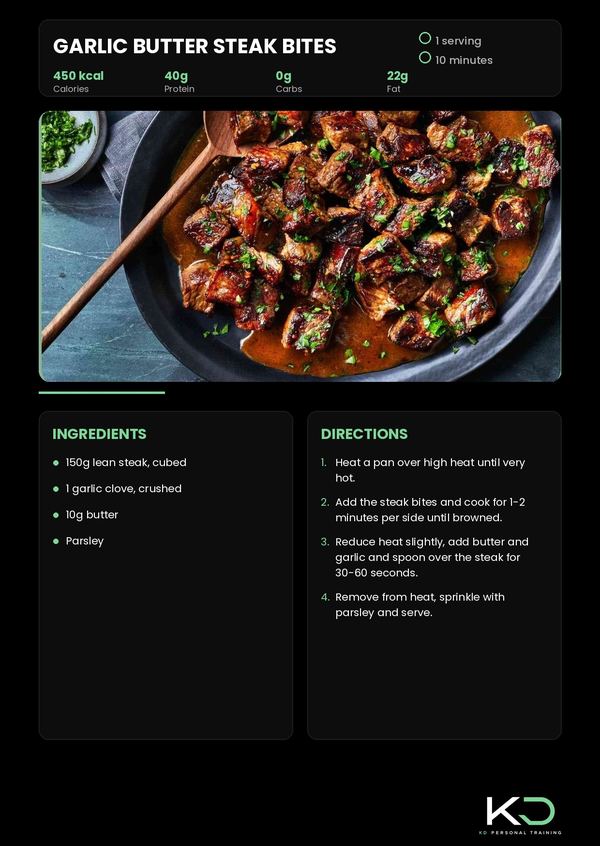 GARLIC BUTTER STEAK BITES
1 serving
10 minutes
450 kcal
Calories
40g
Protein
0g
Carbs
22g
Fat
INGREDIENTS
150g lean steak, cubed
1 garlic clove, crushed
10g butter
Parsley
DIRECTIONS
1. Heat a pan over high heat until very
hot.
2. Add the steak bites and cook for 1-2
minutes per side until browned.
3. Reduce heat slightly, add butter and
garlic and spoon over the steak for
30-60 seconds.
4. Remove from heat, sprinkle with
parsley and serve.
KD
KD PERSONAL TRAINING